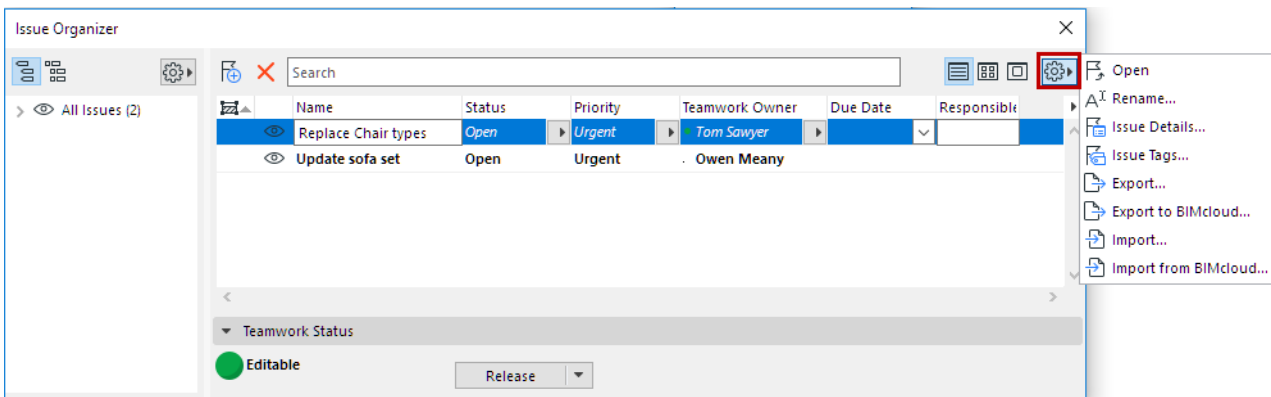 Issue Organizer
Search
All Issues (2)
Name Status Priority Teamwork Owner Due Date Responsible
Replace Chair types Open Urgent Tom Sawyer
Update sofa set Open Urgent Owen Meany
Teamwork Status
Editable
Release
Open
Rename...
Issue Details...
Issue Tags...
Export...
Export to BIMcloud...
Import...
Import from BIMcloud...